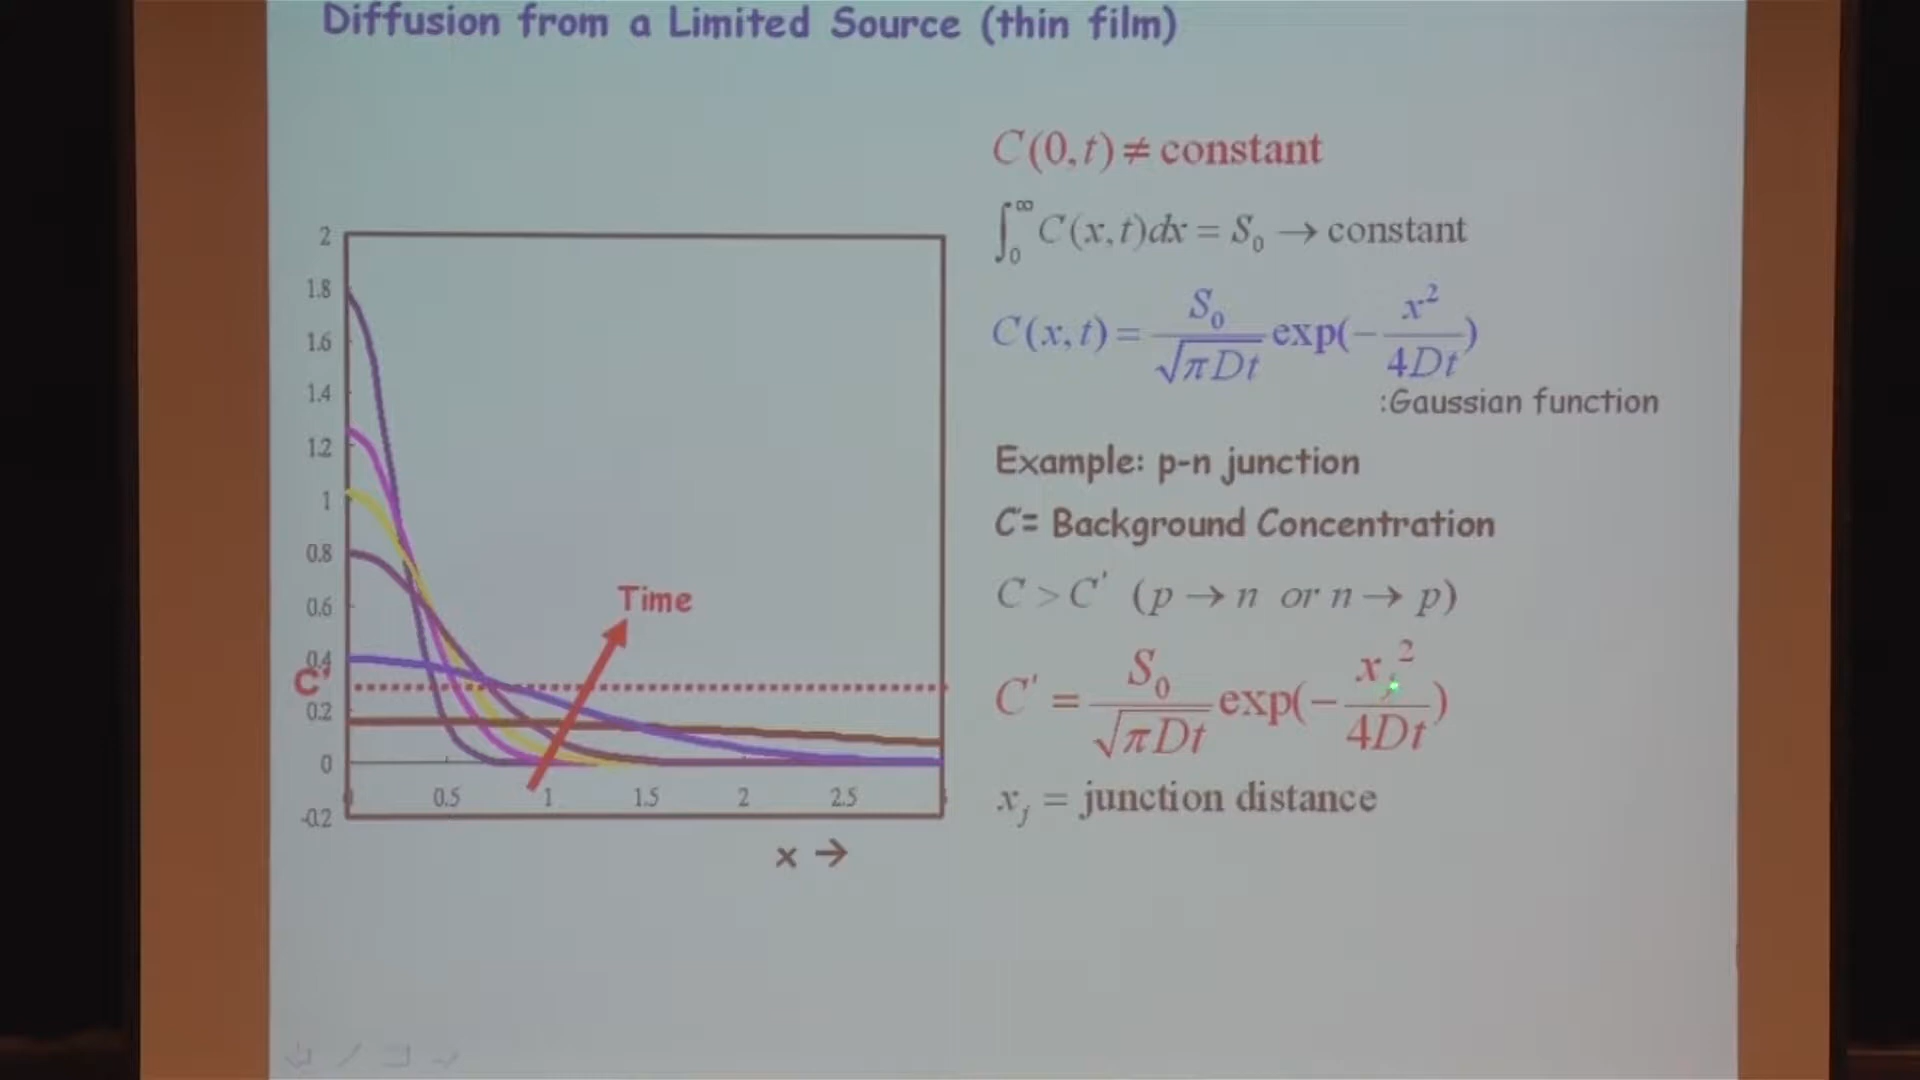 Diffusion from a Limited Source (thin film)
C(0,t) ≠ constant
∫₀^∞ C(x,t)dx = S₀ → constant
C(x,t) = S₀/√πDt exp(−x²/4Dt)
:Gaussian function
Example: p-n junction
C'= Background Concentration
C > C' (p → n or n → p)
C' = S₀/√πDt exp(−xⱼ²/4Dt)
xⱼ = junction distance
2
1.8
1.6
1.4
1.2
1
0.8
0.6
0.4
C'
0.2
0
-0.2
Time
0.5
1
1.5
2
2.5
x →